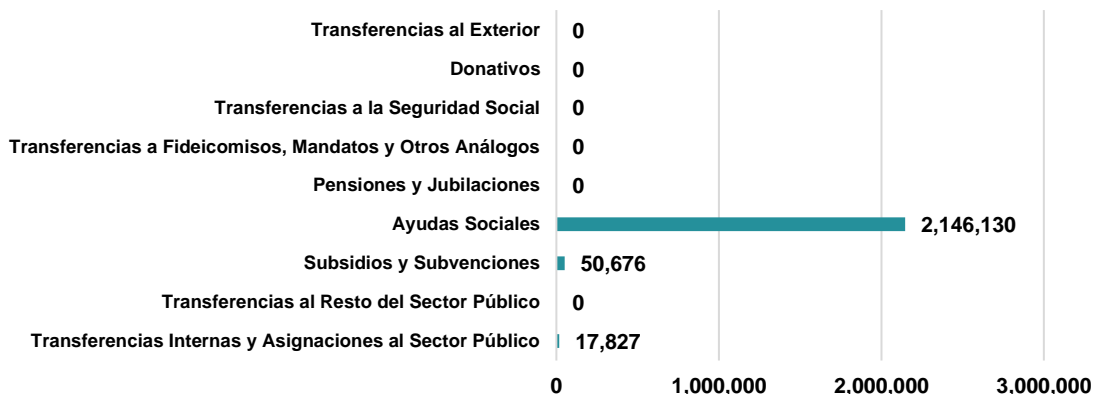 Transferencias al Exterior 0
Donativos 0
Transferencias a la Seguridad Social 0
Transferencias a Fideicomisos, Mandatos y Otros Análogos 0
Pensiones y Jubilaciones 0
Ayudas Sociales 2,146,130
Subsidios y Subvenciones 50,676
Transferencias al Resto del Sector Público 0
Transferencias Internas y Asignaciones al Sector Público 17,827
0 1,000,000 2,000,000 3,000,000